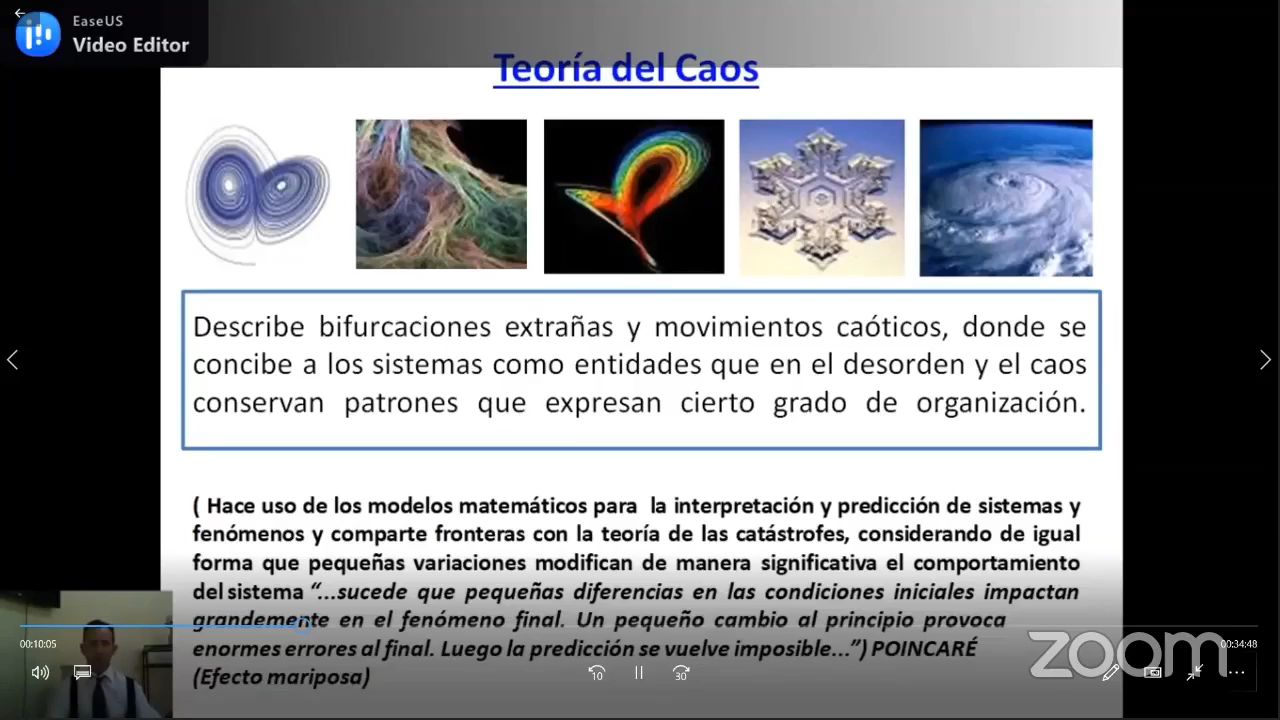 EaseUS
Video Editor
Teoría del Caos
Describe bifurcaciones extrañas y movimientos caóticos, donde se
concibe a los sistemas como entidades que en el desorden y el caos
conservan patrones que expresan cierto grado de organización.
( Hace uso de los modelos matemáticos para la interpretación y predicción de sistemas y
fenómenos y comparte fronteras con la teoría de las catástrofes, considerando de igual
forma que pequeñas variaciones modifican de manera significativa el comportamiento
del sistema “...sucede que pequeñas diferencias en las condiciones iniciales impactan
grandemente en el fenómeno final. Un pequeño cambio al principio provoca
enormes errores al final. Luego la predicción se vuelve imposible...”) POINCARÉ
(Efecto mariposa)
00:10:05
00:34:48
10
30
zoom